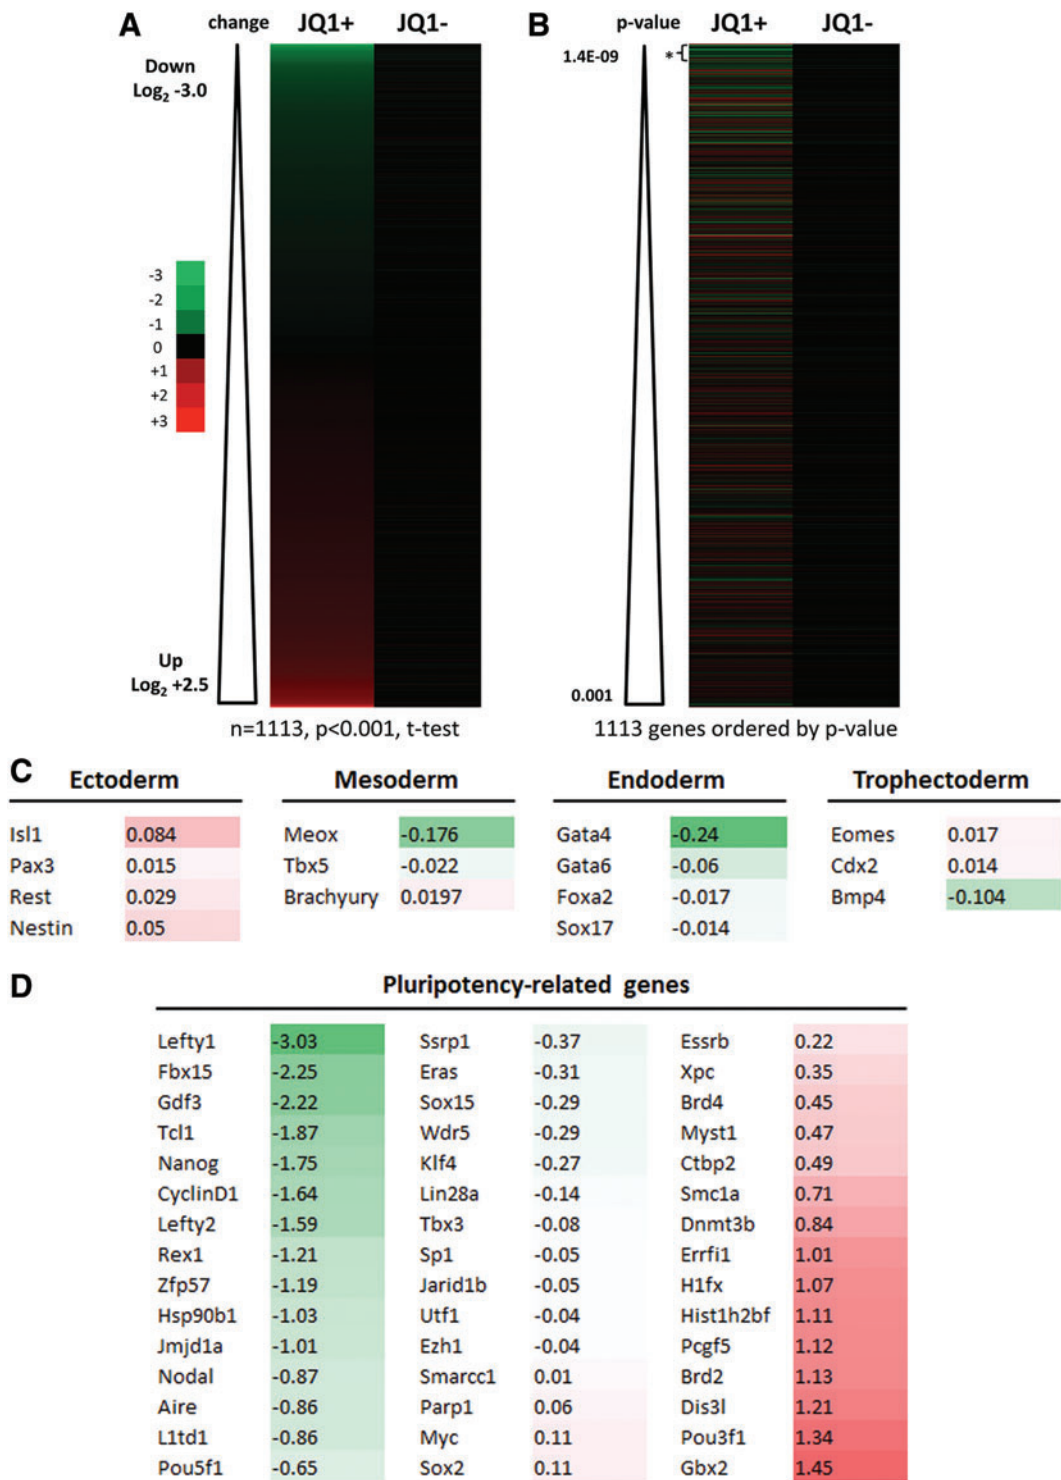 A change JQ1+ JQ1-
Down
Log2 -3.0
-3
-2
-1
0
+1
+2
+3
Up
Log2 +2.5
n=1113, p<0.001, t-test
B p-value JQ1+ JQ1-
1.4E-09 *
0.001
1113 genes ordered by p-value
C
Ectoderm
Isl1 0.084
Pax3 0.015
Rest 0.029
Nestin 0.05
Mesoderm
Meox -0.176
Tbx5 -0.022
Brachyury 0.0197
Endoderm
Gata4 -0.24
Gata6 -0.06
Foxa2 -0.017
Sox17 -0.014
Trophectoderm
Eomes 0.017
Cdx2 0.014
Bmp4 -0.104
D
Pluripotency-related genes
Lefty1 -3.03
Fbx15 -2.25
Gdf3 -2.22
Tcl1 -1.87
Nanog -1.75
CyclinD1 -1.64
Lefty2 -1.59
Rex1 -1.21
Zfp57 -1.19
Hsp90b1 -1.03
Jmjd1a -1.01
Nodal -0.87
Aire -0.86
L1td1 -0.86
Pou5f1 -0.65
Ssrp1 -0.37
Eras -0.31
Sox15 -0.29
Wdr5 -0.29
Klf4 -0.27
Lin28a -0.14
Tbx3 -0.08
Sp1 -0.05
Jarid1b -0.05
Utf1 -0.04
Ezh1 -0.04
Smarcc1 0.01
Parp1 0.06
Myc 0.11
Sox2 0.11
Essrb 0.22
Xpc 0.35
Brd4 0.45
Myst1 0.47
Ctbp2 0.49
Smc1a 0.71
Dnmt3b 0.84
Errfi1 1.01
H1fx 1.07
Hist1h2bf 1.11
Pcgf5 1.12
Brd2 1.13
Dis3l 1.21
Pou3f1 1.34
Gbx2 1.45